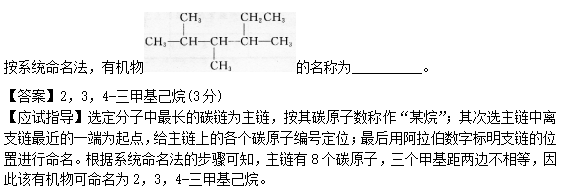 CH₃ CH₂CH₃
CH₃—CH—CH—CH—CH₃
CH₃
按系统命名法，有机物的名称为________。
【答案】2，3，4-三甲基己烷(3分)
【应试指导】选定分子中最长的碳链为主链，按其碳原子数称作“某烷”；其次选主链中离
支链最近的一端为起点，给主链上的各个碳原子编号定位；最后用阿拉伯数字标明支链的位
置进行命名。根据系统命名法的步骤可知，主链有8个碳原子，三个甲基距两边不相等，因
此该有机物可命名为2，3，4-三甲基己烷。